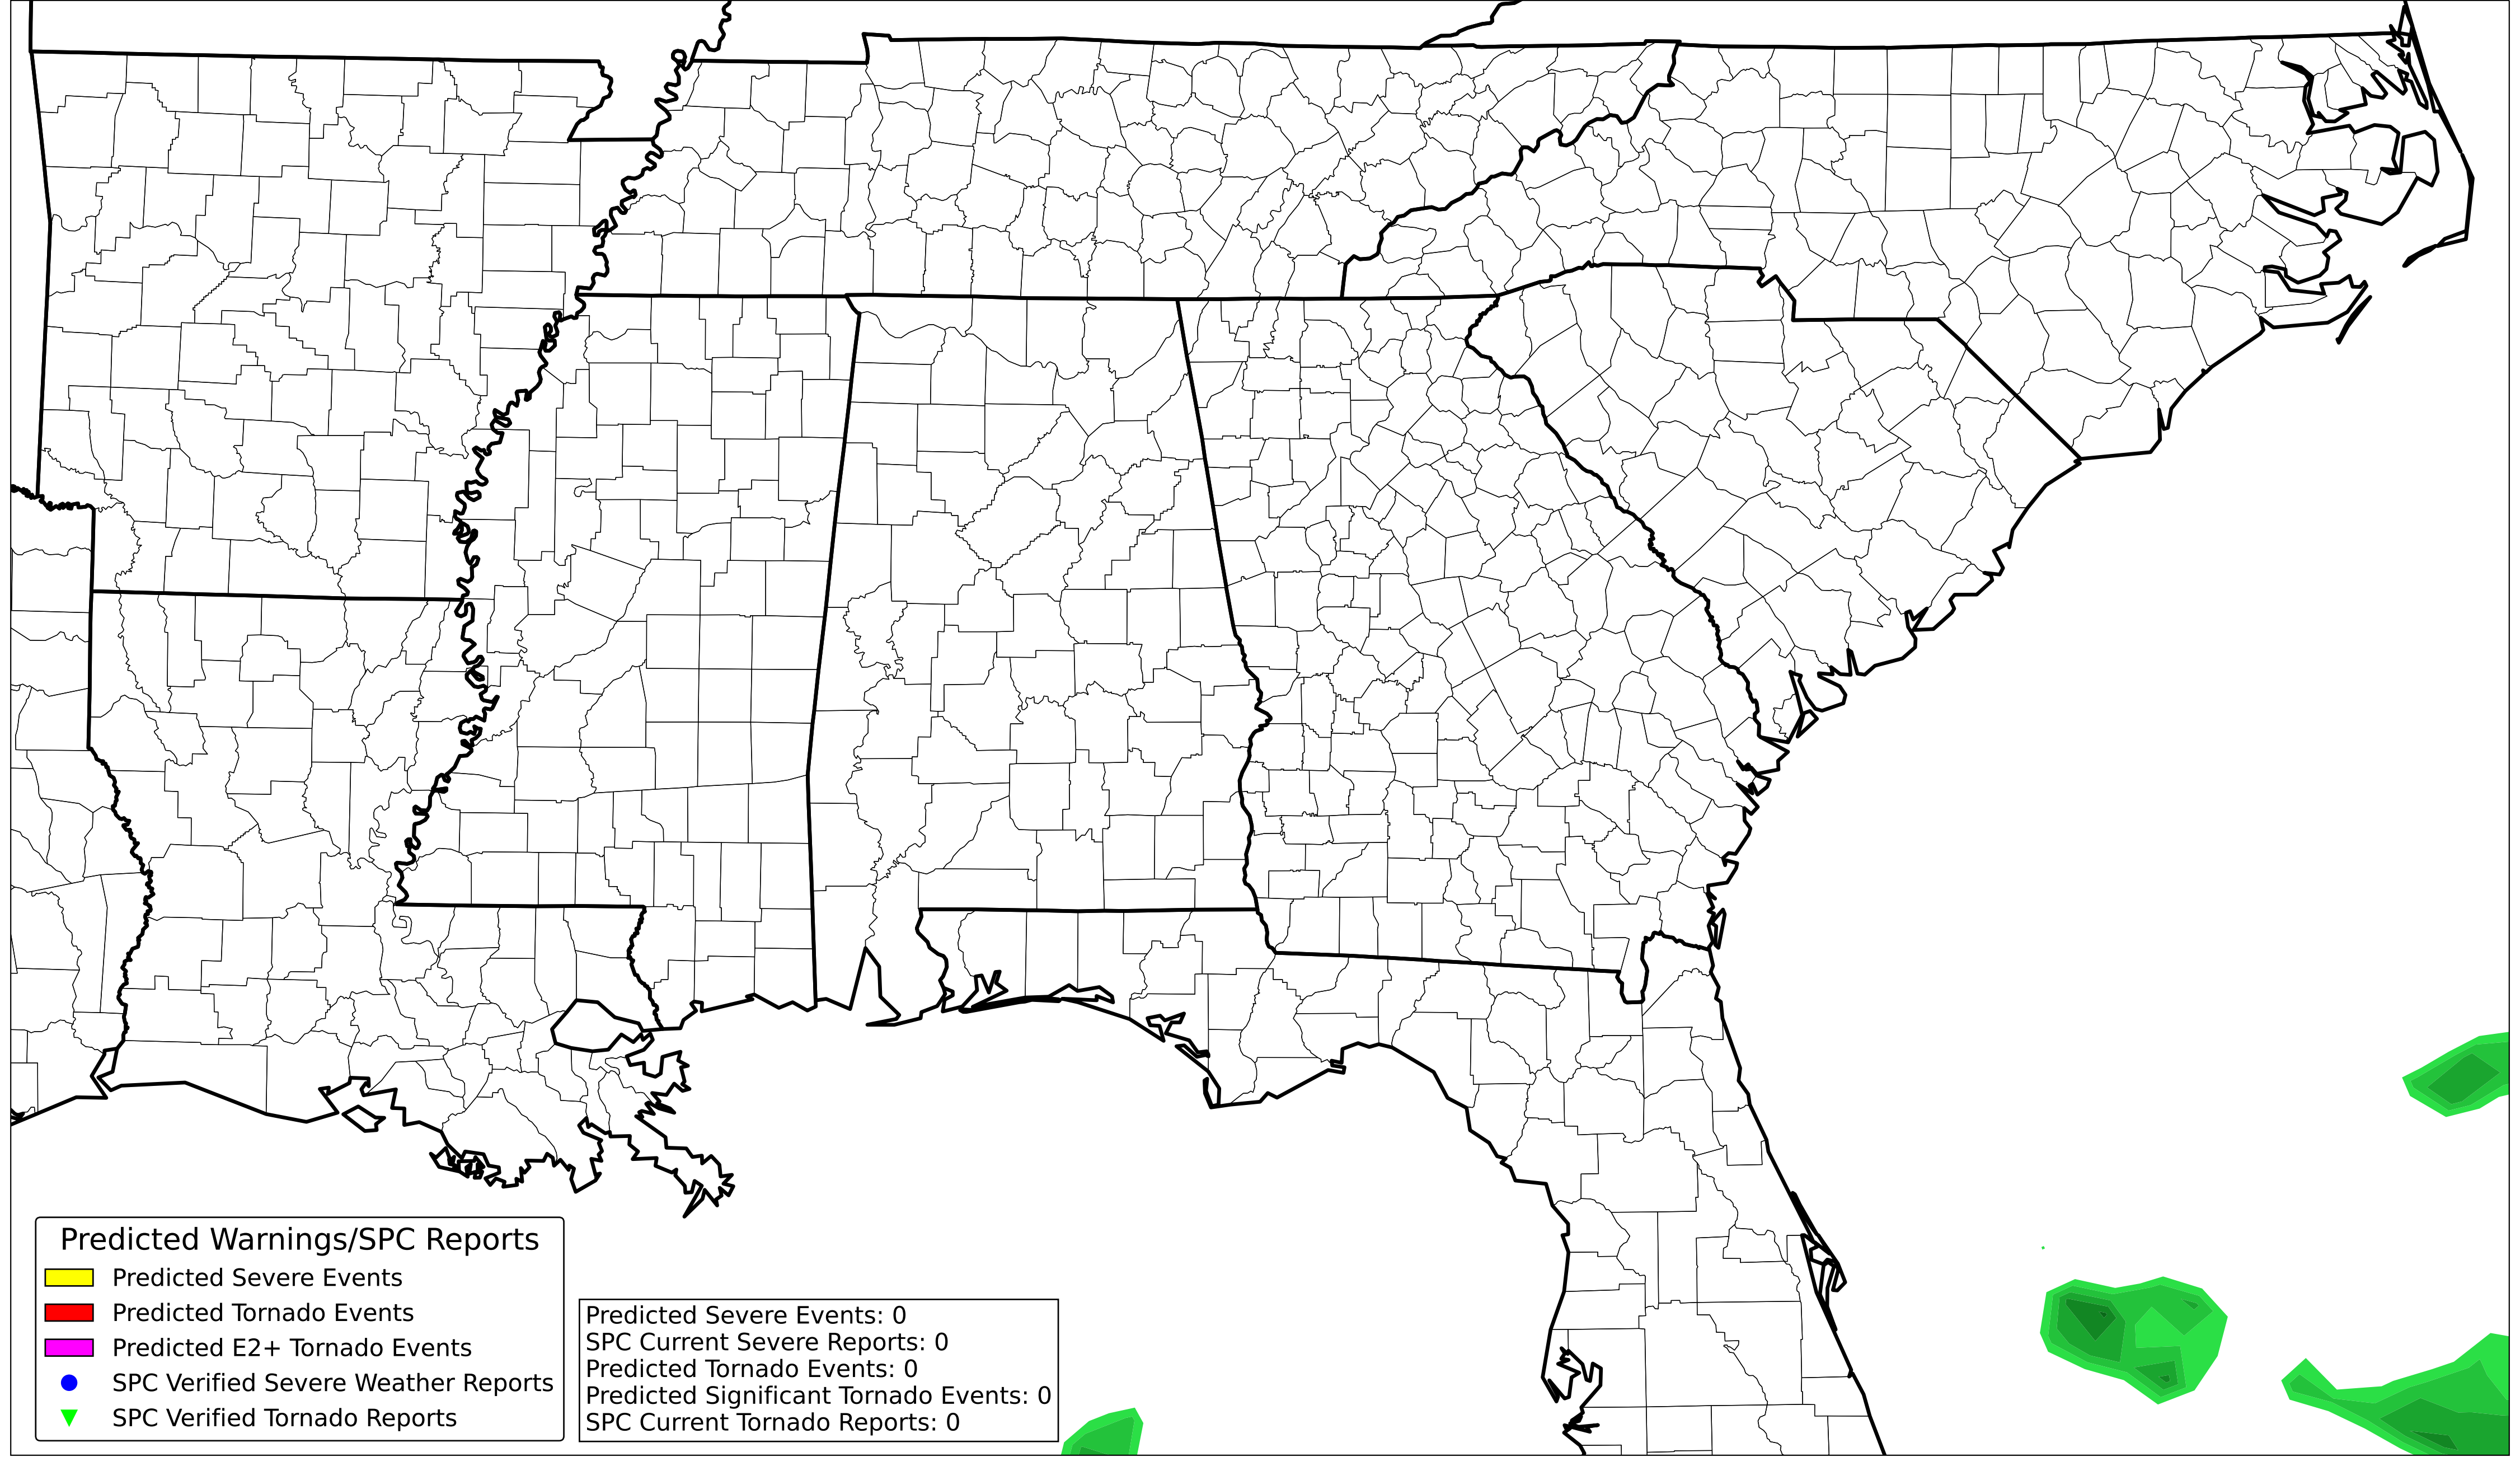 Predicted Warnings/SPC Reports
Predicted Severe Events
Predicted Tornado Events
Predicted E2+ Tornado Events
SPC Verified Severe Weather Reports
SPC Verified Tornado Reports
Predicted Severe Events: 0
SPC Current Severe Reports: 0
Predicted Tornado Events: 0
Predicted Significant Tornado Events: 0
SPC Current Tornado Reports: 0